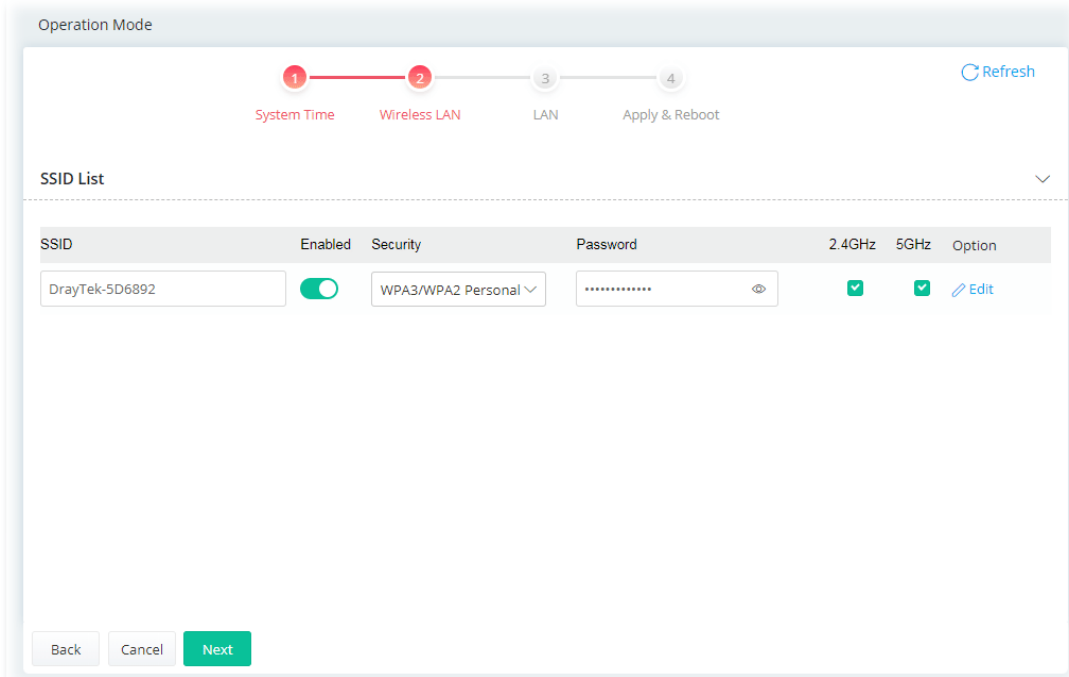 Operation Mode
1 2 3 4
Refresh
System Time Wireless LAN LAN Apply & Reboot
SSID List
SSID Enabled Security Password 2.4GHz 5GHz Option
DrayTek-5D6892 WPA3/WPA2 Personal ••••••••••••• Edit
Back Cancel Next